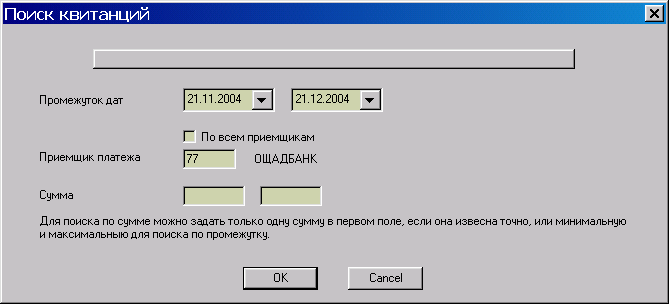 Поиск квитанций
Промежуток дат 21.11.2004 21.12.2004
По всем приемщикам
Приемщик платежа 77 ОЩАДБАНК
Сумма
Для поиска по сумме можно задать только одну сумму в первом поле, если она извесна точно, или минимальную
и максимальныю для поиска по промежутку.
OK Cancel